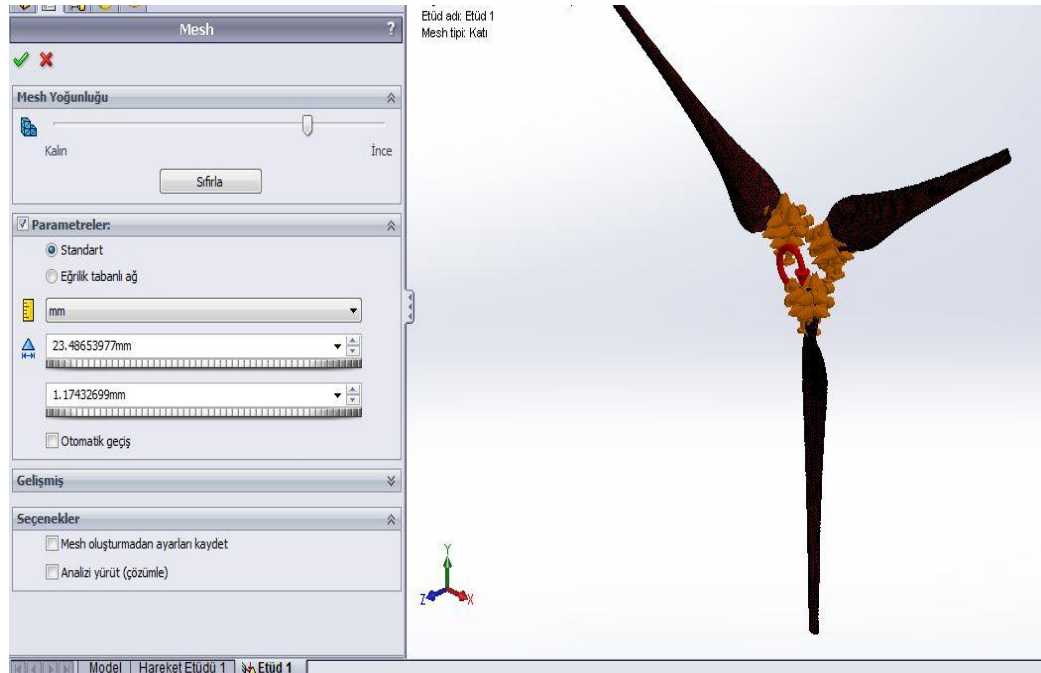 Mesh ?
Mesh Yoğunluğu
Kalın İnce
Sıfırla
Parametreler:
Standart
Eğrilik tabanlı ağ
mm
23.48653977mm
1.17432699mm
Otomatik geçiş
Gelişmiş
Seçenekler
Mesh oluşturmadan ayarları kaydet
Analizi yürüt (çözümle)
Etüd adı: Etüd 1
Mesh tipi: Katı
Y
Z X
Model Hareket Etüdü 1 Etüd 1